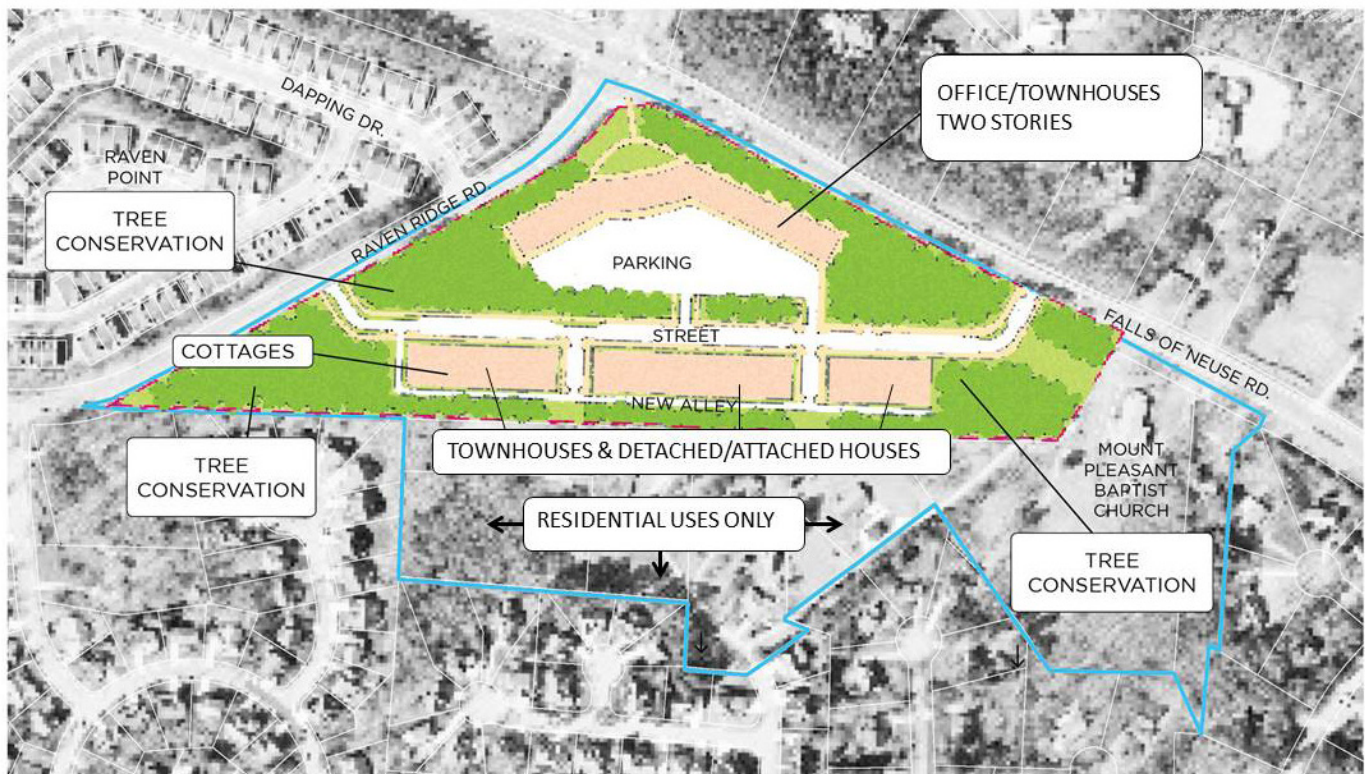 OFFICE/TOWNHOUSES
TWO STORIES
DAPPING DR.
RAVEN
POINT
TREE
CONSERVATION
RAVEN RIDGE RD.
PARKING
STREET
FALLS OF NEUSE RD.
COTTAGES
NEW ALLEY
TOWNHOUSES & DETACHED/ATTACHED HOUSES
MOUNT
PLEASANT
BAPTIST
CHURCH
TREE
CONSERVATION
RESIDENTIAL USES ONLY
TREE
CONSERVATION